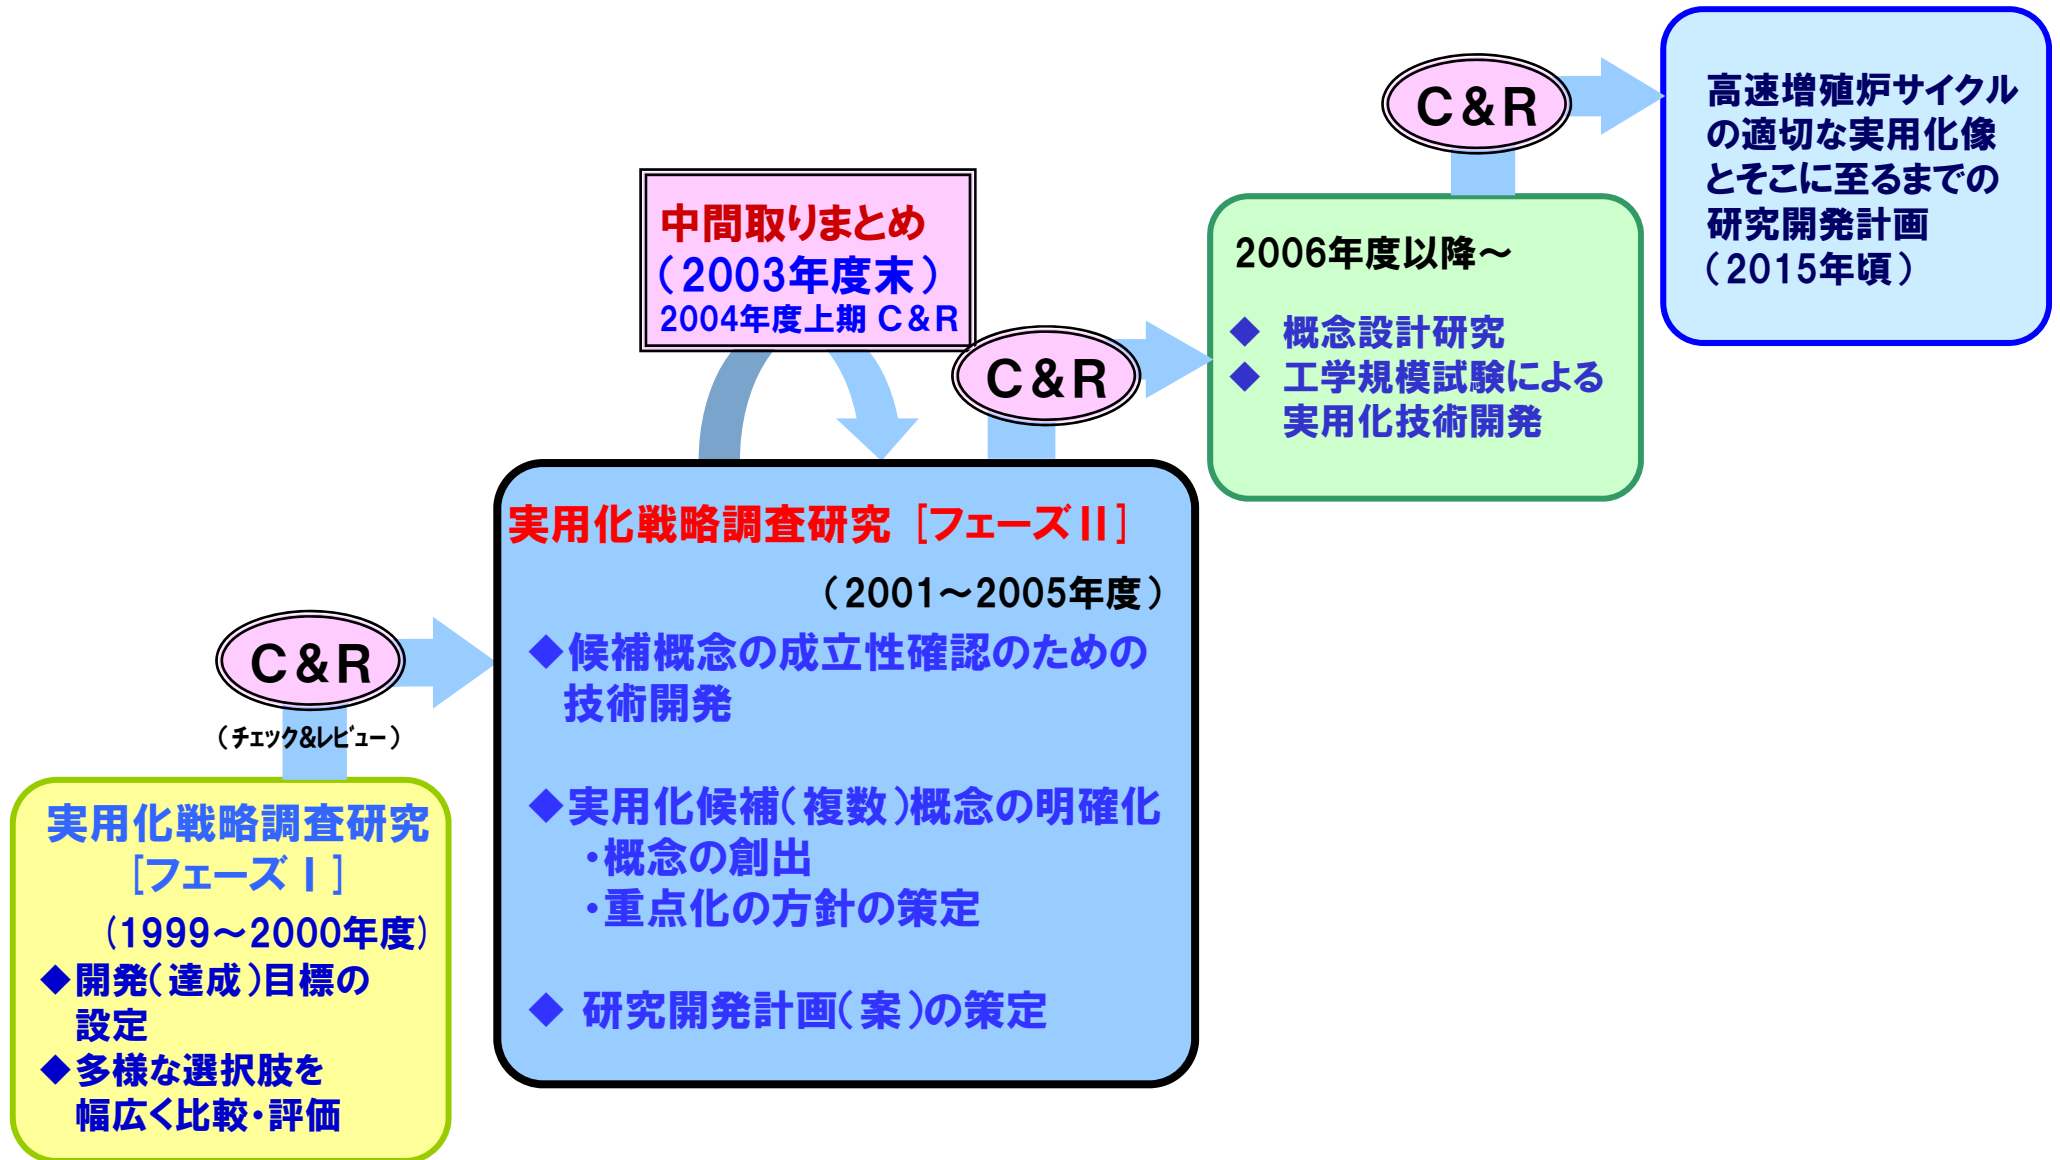 C&R
(チェック&レビュー)
実用化戦略調査研究
[フェーズⅠ]
(1999～2000年度)
◆開発(達成)目標の
設定
◆多様な選択肢を
幅広く比較・評価
中間取りまとめ
(2003年度末)
2004年度上期 C&R
C&R
実用化戦略調査研究 [フェーズⅡ]
(2001～2005年度)
◆候補概念の成立性確認のための
技術開発
◆実用化候補(複数)概念の明確化
・概念の創出
・重点化の方針の策定
◆ 研究開発計画(案)の策定
2006年度以降～
◆ 概念設計研究
◆ 工学規模試験による
実用化技術開発
C&R
高速増殖炉サイクル
の適切な実用化像
とそこに至るまでの
研究開発計画
(2015年頃)